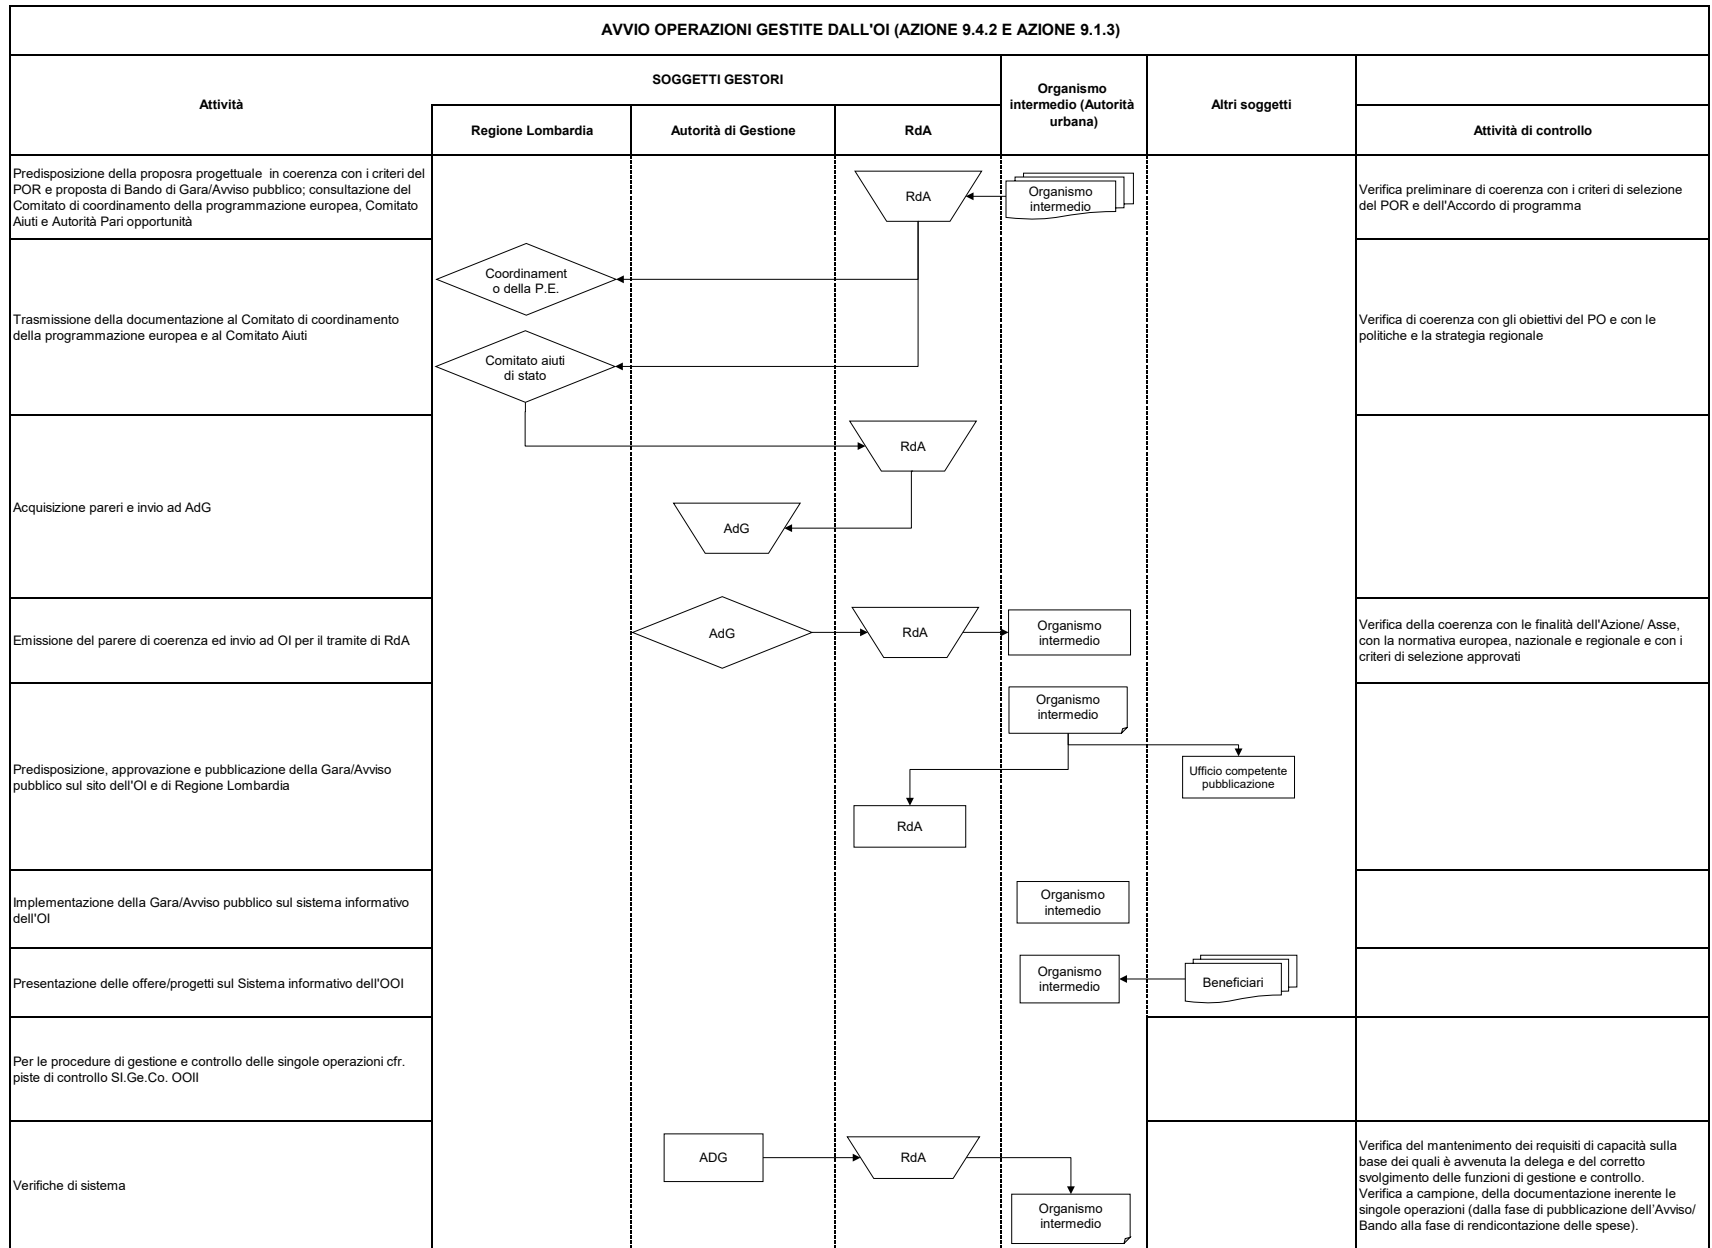 AVVIO OPERAZIONI GESTITE DALL'OI (AZIONE 9.4.2 E AZIONE 9.1.3)
Attività
SOGGETTI GESTORI
Organismo
intermedio (Autorità
urbana)
Altri soggetti
Regione Lombardia
Autorità di Gestione
RdA
Attività di controllo
Predisposizione della proposra progettuale in coerenza con i criteri del
POR e proposta di Bando di Gara/Avviso pubblico; consultazione del
Comitato di coordinamento della programmazione europea, Comitato
Aiuti e Autorità Pari opportunità
RdA
Organismo
intermedio
Verifica preliminare di coerenza con i criteri di selezione
del POR e dell'Accordo di programma
Trasmissione della documentazione al Comitato di coordinamento
della programmazione europea e al Comitato Aiuti
Coordinament
o della P.E.
Comitato aiuti
di stato
Verifica di coerenza con gli obiettivi del PO e con le
politiche e la strategia regionale
Acquisizione pareri e invio ad AdG
RdA
AdG
Emissione del parere di coerenza ed invio ad OI per il tramite di RdA
AdG
RdA
Organismo
intermedio
Verifica della coerenza con le finalità dell'Azione/ Asse,
con la normativa europea, nazionale e regionale e con i
criteri di selezione approvati
Predisposizione, approvazione e pubblicazione della Gara/Avviso
pubblico sul sito dell'OI e di Regione Lombardia
Organismo
intermedio
Ufficio competente
pubblicazione
RdA
Implementazione della Gara/Avviso pubblico sul sistema informativo
dell'OI
Organismo
intemedio
Presentazione delle offerte/progetti sul Sistema informativo dell'OOI
Organismo
intermedio
Beneficiari
Per le procedure di gestione e controllo delle singole operazioni cfr.
piste di controllo SI.Ge.Co. OOII
Verifiche di sistema
ADG
RdA
Organismo
intermedio
Verifica del mantenimento dei requisiti di capacità sulla
base dei quali è avvenuta la delega e del corretto
svolgimento delle funzioni di gestione e controllo.
Verifica a campione, della documentazione inerente le
singole operazioni (dalla fase di pubblicazione dell'Avviso/
Bando alla fase di rendicontazione delle spese).